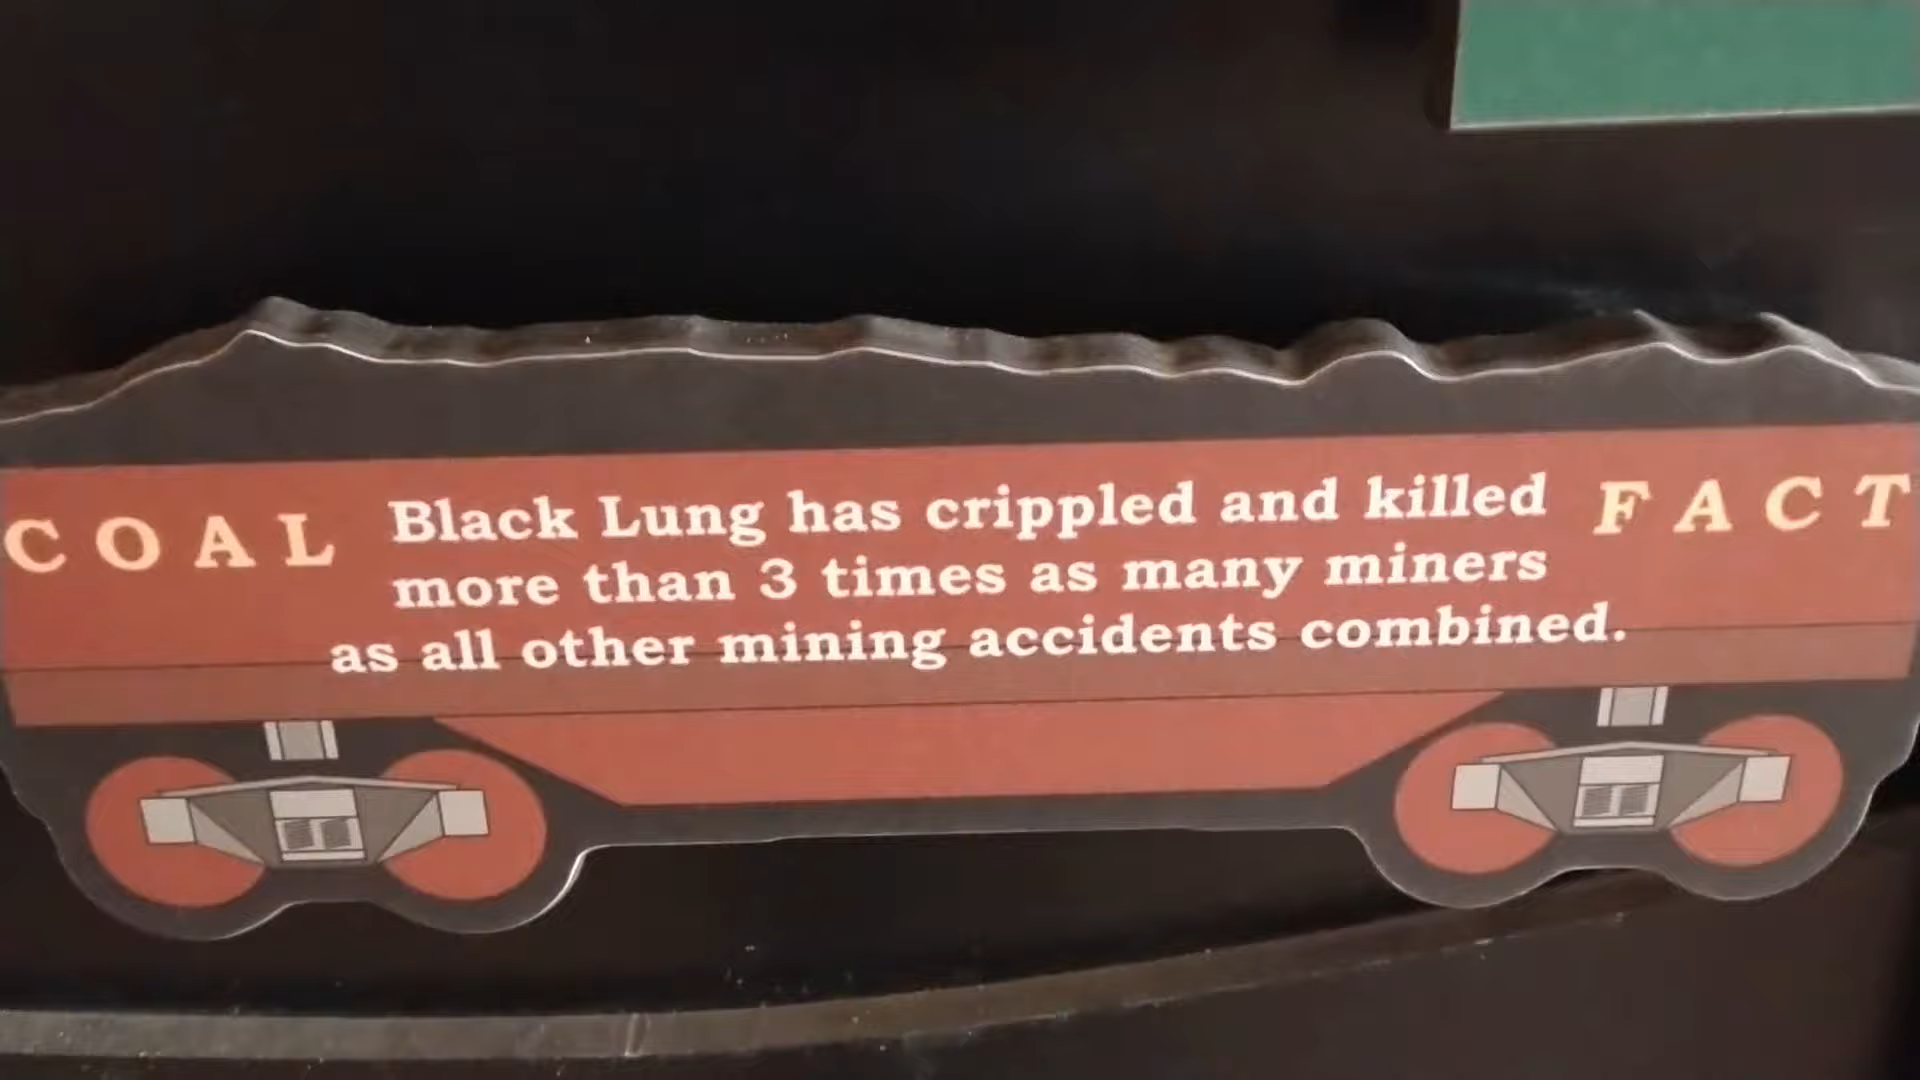 COAL
Black Lung has crippled and killed
more than 3 times as many miners
as all other mining accidents combined.
FACT